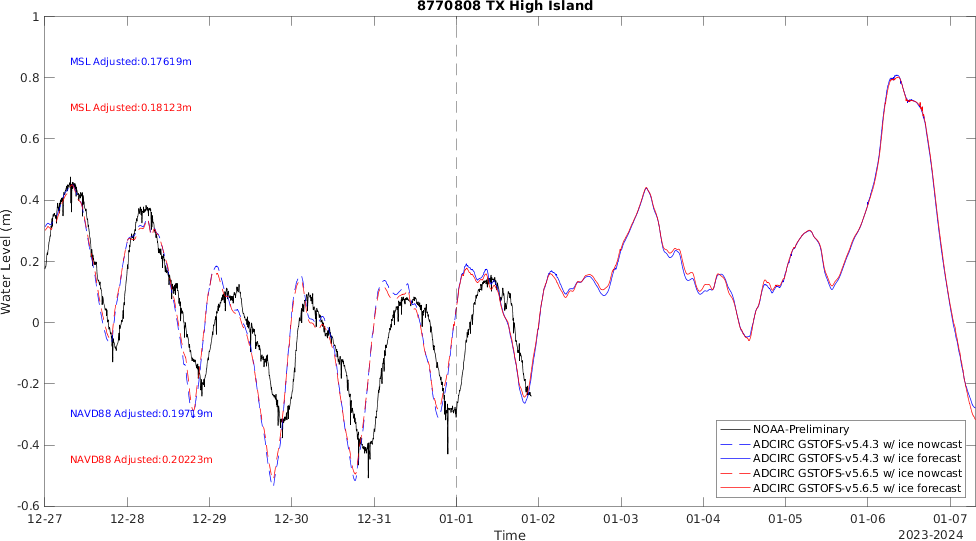 8770808 TX High Island
1
0.8
0.6
0.4
0.2
0
-0.2
-0.4
-0.6
Water Level (m)
MSL Adjusted:0.17619m
MSL Adjusted:0.18123m
NAVD88 Adjusted:0.19719m
NAVD88 Adjusted:0.20223m
NOAA-Preliminary
ADCIRC GSTOFS-v5.4.3 w/ ice nowcast
ADCIRC GSTOFS-v5.4.3 w/ ice forecast
ADCIRC GSTOFS-v5.6.5 w/ ice nowcast
ADCIRC GSTOFS-v5.6.5 w/ ice forecast
12-27 12-28 12-29 12-30 12-31 01-01 01-02 01-03 01-04 01-05 01-06 01-07
Time
2023-2024